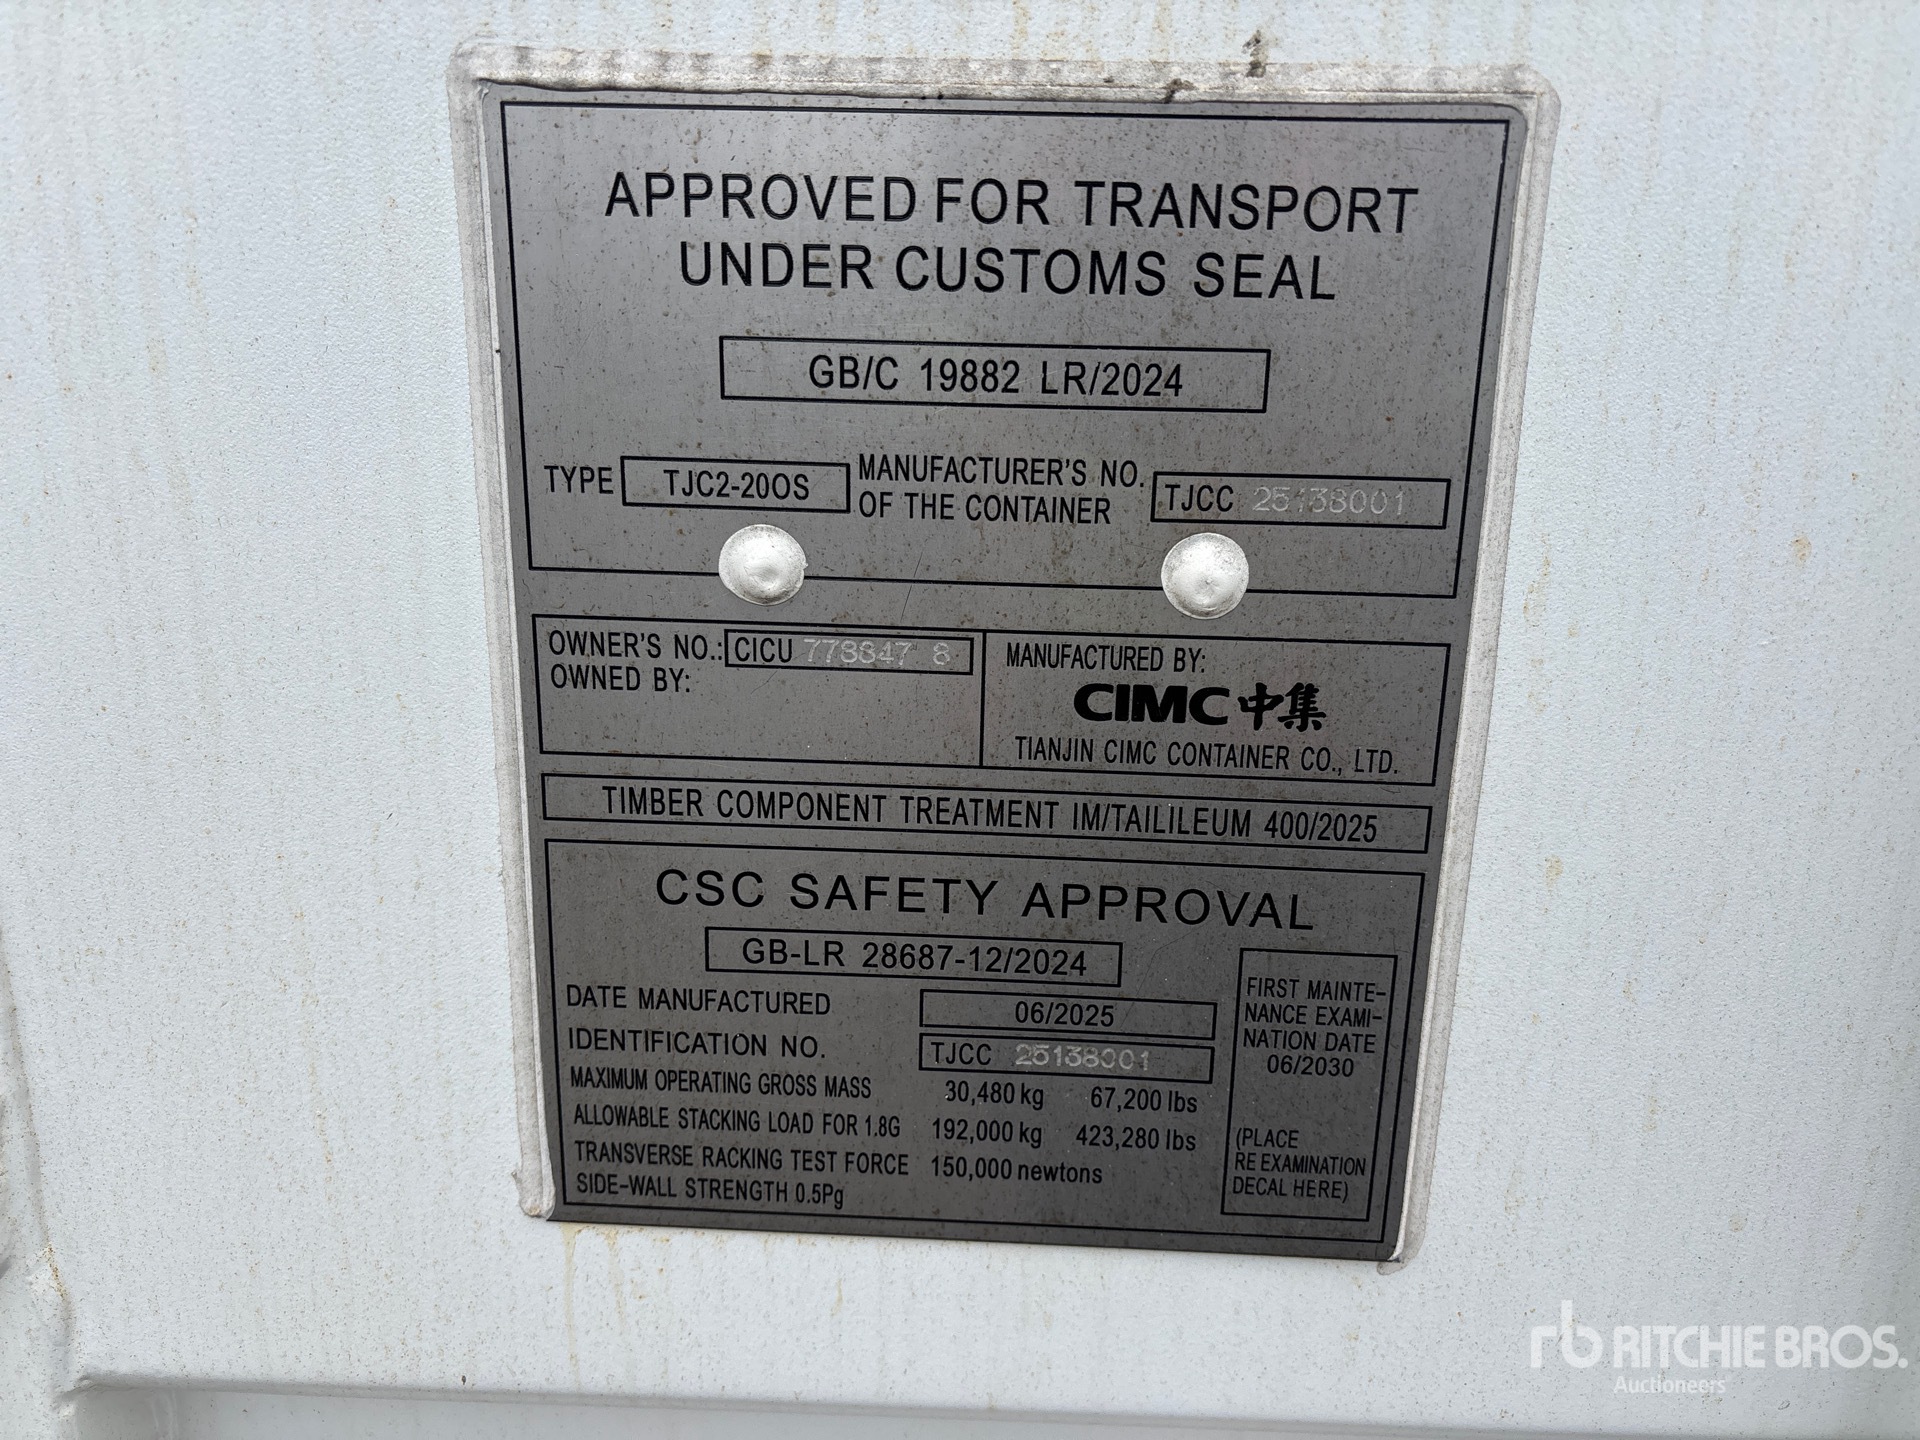 APPROVED FOR TRANSPORT
UNDER CUSTOMS SEAL
GB/C 19882 LR/2024
TYPE TJC2-20OS MANUFACTURER'S NO. OF THE CONTAINER TJCC 25138001
OWNER'S NO.: CICU 778847 8
OWNED BY:
MANUFACTURED BY:
CIMC中集
TIANJIN CIMC CONTAINER CO., LTD.
TIMBER COMPONENT TREATMENT IM/TAILILEUM 400/2025
CSC SAFETY APPROVAL
GB-LR 28687-12/2024
DATE MANUFACTURED 06/2025
IDENTIFICATION NO. TJCC 25138001
MAXIMUM OPERATING GROSS MASS 30,480 kg 67,200 lbs
ALLOWABLE STACKING LOAD FOR 1.8G 192,000 kg 423,280 lbs
TRANSVERSE RACKING TEST FORCE 150,000 newtons
SIDE-WALL STRENGTH 0.5Pg
FIRST MAINTE-
NANCE EXAMI-
NATION DATE
06/2030
(PLACE
RE EXAMINATION
DECAL HERE)
rb RITCHIE BROS.
Auctioneers